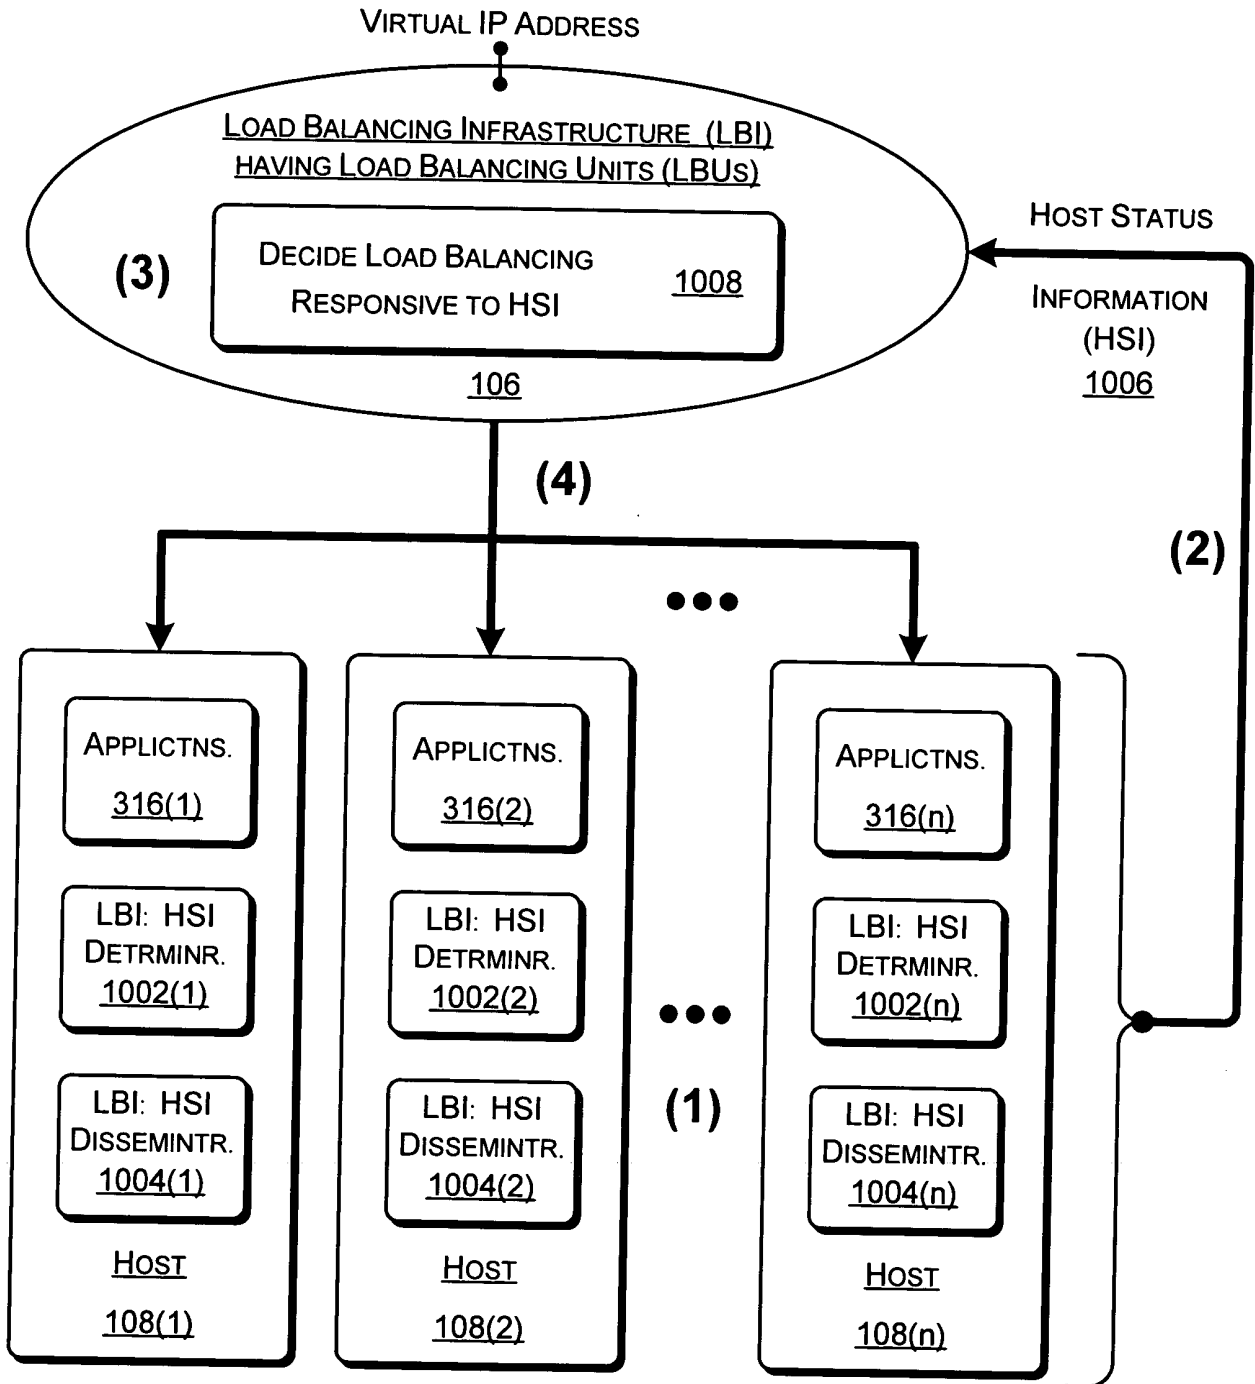 VIRTUAL IP ADDRESS
LOAD BALANCING INFRASTRUCTURE (LBI)
HAVING LOAD BALANCING UNITS (LBUS)
(3)
DECIDE LOAD BALANCING
RESPONSIVE TO HSI
1008
106
HOST STATUS
INFORMATION
(HSI)
1006
(4)
(2)
APPLICTNS.
316(1)
LBI: HSI
DETRMINR.
1002(1)
LBI: HSI
DISSEMINTR.
1004(1)
HOST
108(1)
APPLICTNS.
316(2)
LBI: HSI
DETRMINR.
1002(2)
LBI: HSI
DISSEMINTR.
1004(2)
HOST
108(2)
(1)
APPLICTNS.
316(n)
LBI: HSI
DETRMINR.
1002(n)
LBI: HSI
DISSEMINTR.
1004(n)
HOST
108(n)